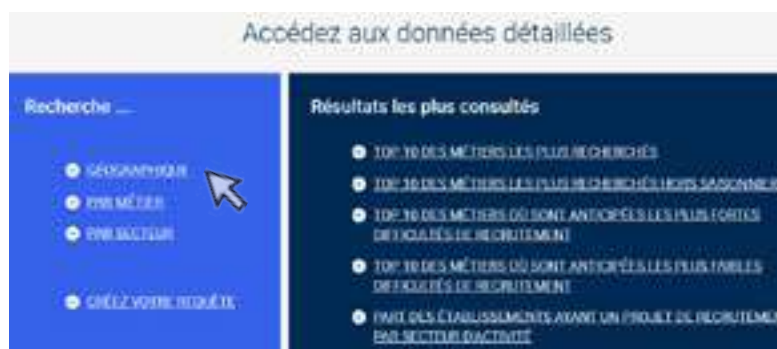 Accédez aux données détaillées
Recherche ...
GÉOGRAPHIQUE
PAR MÉTIER
PAR SECTEUR
CRÉEZ VOTRE REQUÊTE
Résultats les plus consultés
TOP 10 DES MÉTIERS LES PLUS RECHERCHÉS
TOP 10 DES MÉTIERS LES PLUS RECHERCHÉS HORS SAISONNIER
TOP 10 DES MÉTIERS OÙ SONT ANTICIPÉES LES PLUS FORTES
DIFFICULTÉS DE RECRUTEMENT
TOP 10 DES MÉTIERS OÙ SONT ANTICIPÉES LES PLUS FAIBLES
DIFFICULTÉS DE RECRUTEMENT
PART DES ÉTABLISSEMENTS AYANT UN PROJET DE RECRUTEMEN
PAR SECTEUR D'ACTIVITÉ